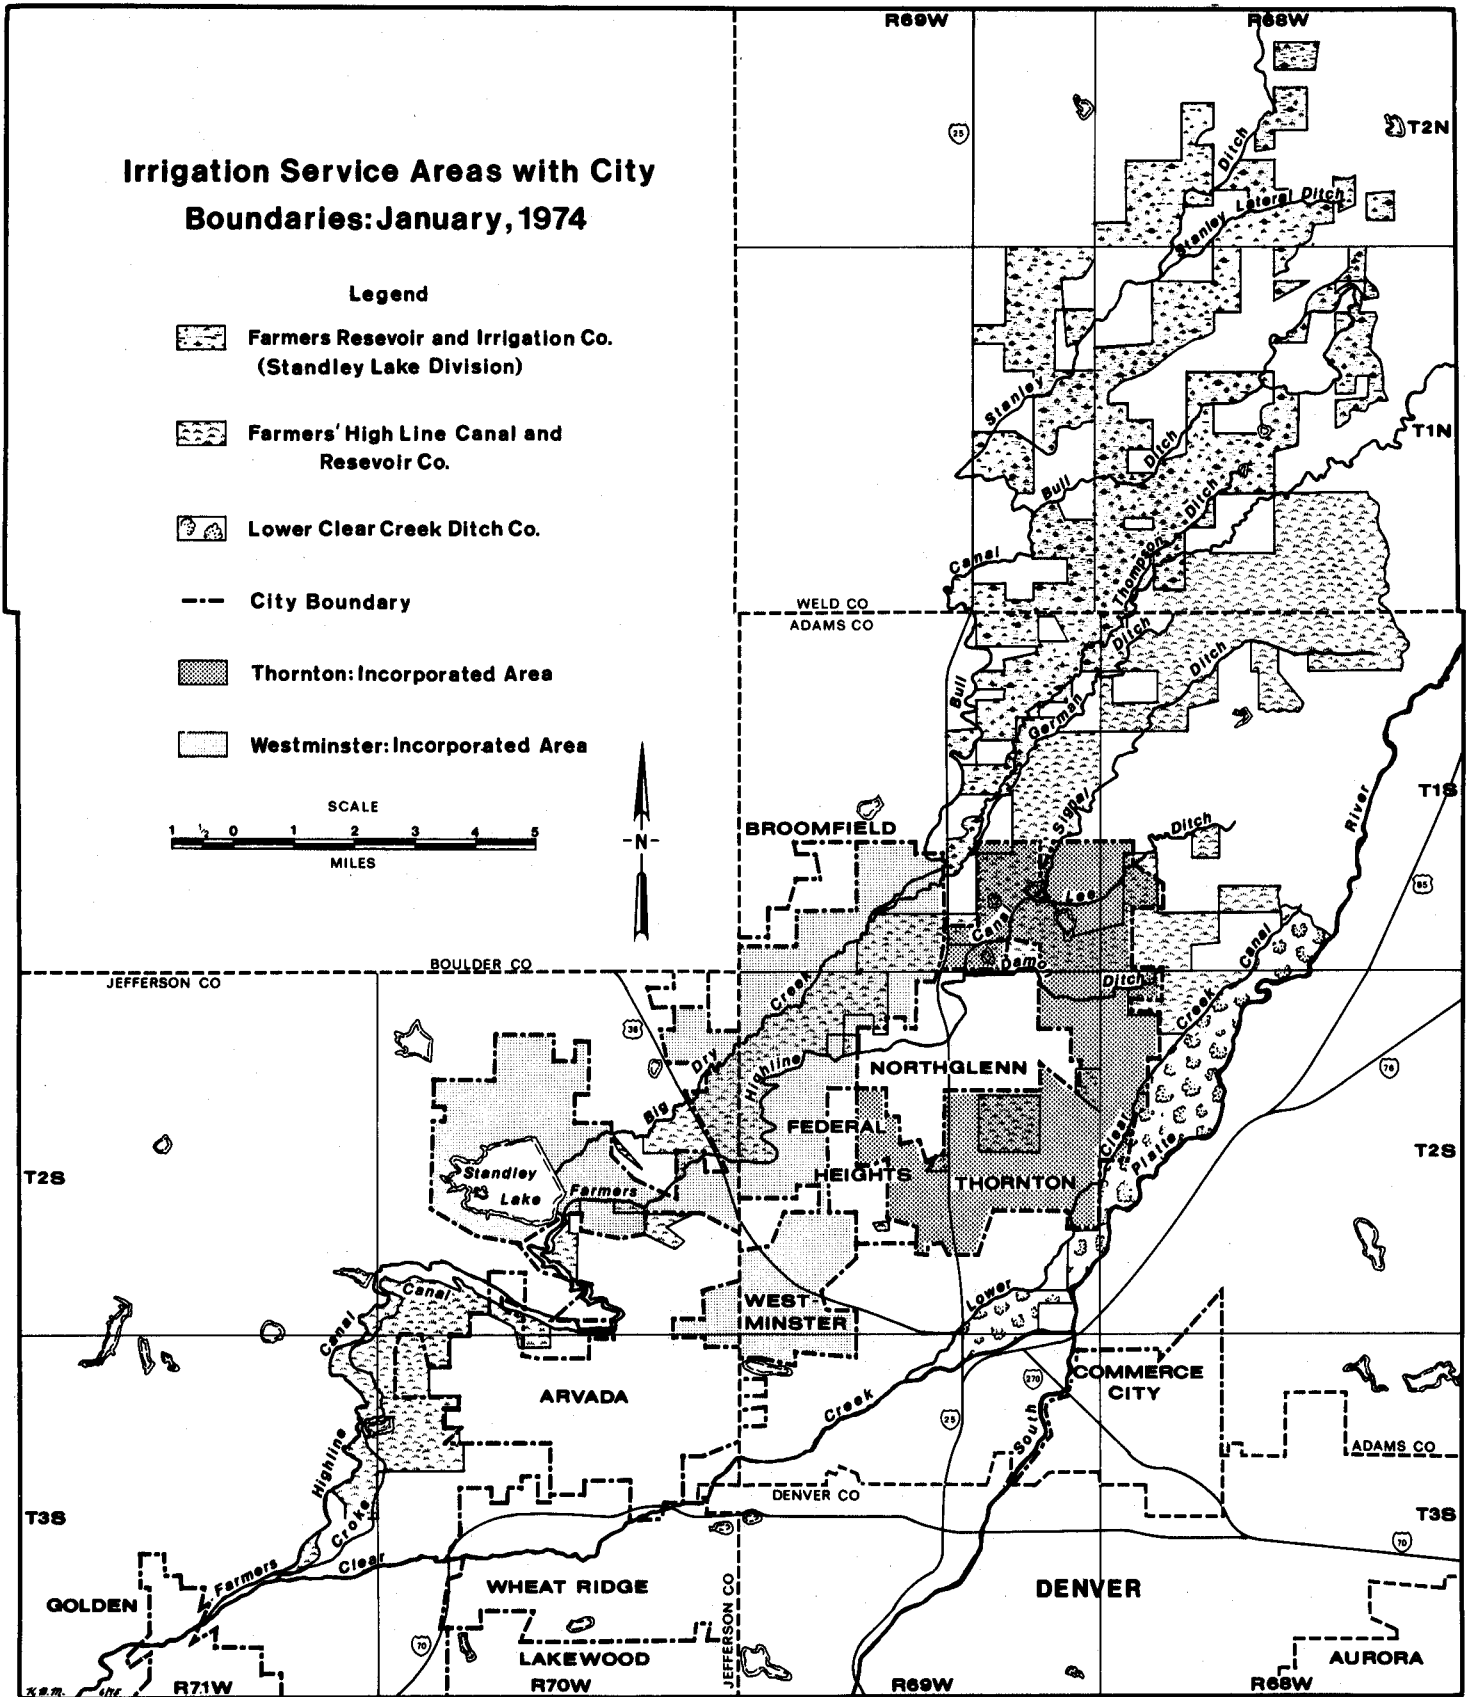 R69W
R68W
25
T2N
Ditch
Irrigation Service Areas with City
Boundaries: January, 1974
Stanley Lateral Ditch
Legend
Farmers Resevoir and Irrigation Co.
(Standley Lake Division)
Stanley
Farmers' High Line Canal and
Resevoir Co.
T1N
Ditch
Bull
Ditch
Lower Clear Creek Ditch Co.
Thompson
Canal
City Boundary
WELD CO
ADAMS CO
Ditch
Ditch
Thornton: Incorporated Area
Bull
German
Westminster: Incorporated Area
SCALE
1 ½ 0 1 2 3 4 5
MILES
-N-
T1S
River
Signal
Ditch
BROOMFIELD
85
Lee
Canal
Canal
BOULDER CO
JEFFERSON CO
Creek
Ditch
Creek
36
Dry
Highline
NORTHGLENN
76
Big
FEDERAL
HEIGHTS
Clear
Platte
T2S
T2S
Standley
Lake
Farmers
THORNTON
Canal
Canal
Lower
WEST-
MINSTER
COMMERCE
CITY
270
ARVADA
Creek
25
South
ADAMS CO
Highline
DENVER CO
T3S
T3S
Croke
70
Clear
Farmers
GOLDEN
WHEAT RIDGE
DENVER
JEFFERSON CO
70
LAKEWOOD
AURORA
R71W
R70W
R69W
R68W